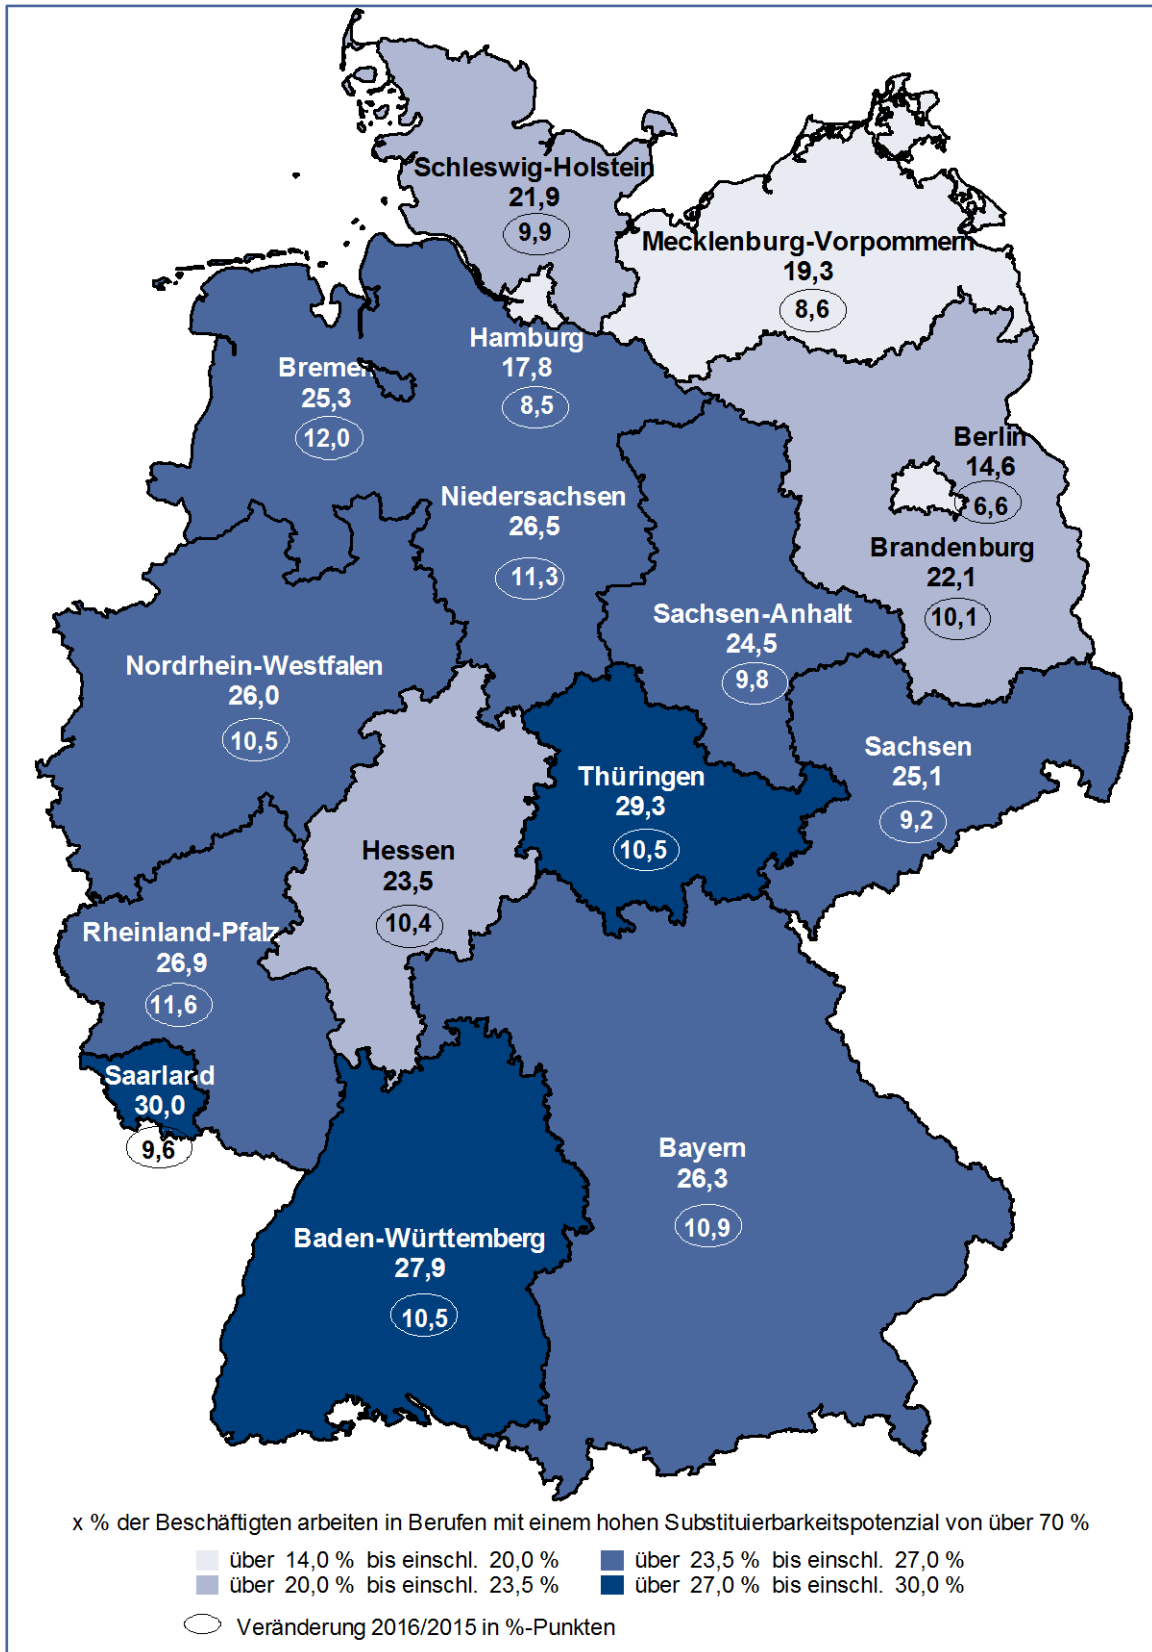 Schleswig-Holstein
21,9
9,9
Mecklenburg-Vorpommern
19,3
8,6
Hamburg
17,8
8,5
Bremen
25,3
12,0
Berlin
14,6
6,6
Niedersachsen
26,5
11,3
Brandenburg
22,1
10,1
Sachsen-Anhalt
24,5
9,8
Nordrhein-Westfalen
26,0
10,5
Sachsen
25,1
9,2
Thüringen
29,3
10,5
Hessen
23,5
10,4
Rheinland-Pfalz
26,9
11,6
Saarland
30,0
9,6
Bayern
26,3
10,9
Baden-Württemberg
27,9
10,5
x % der Beschäftigten arbeiten in Berufen mit einem hohen Substituierbarkeitspotenzial von über 70 %
über 14,0 % bis einschl. 20,0 %
über 20,0 % bis einschl. 23,5 %
über 23,5 % bis einschl. 27,0 %
über 27,0 % bis einschl. 30,0 %
Veränderung 2016/2015 in %-Punkten